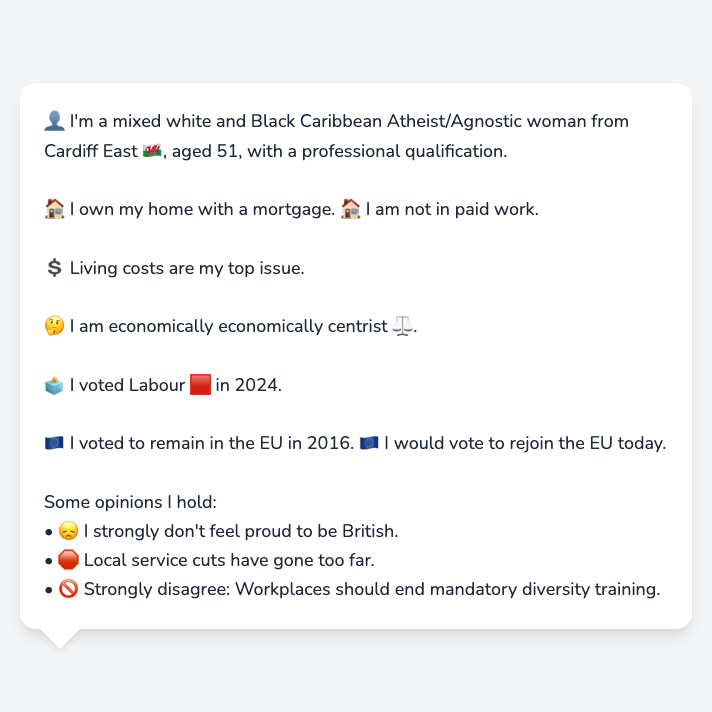 👤 I'm a mixed white and Black Caribbean Atheist/Agnostic woman from
Cardiff East 🏴󠁧󠁢󠁷󠁬󠁳󠁿, aged 51, with a professional qualification.
🏠 I own my home with a mortgage. 🏠 I am not in paid work.
💲 Living costs are my top issue.
🤔 I am economically economically centrist ⚖️.
🗳️ I voted Labour 🟥 in 2024.
🇪🇺 I voted to remain in the EU in 2016. 🇪🇺 I would vote to rejoin the EU today.
Some opinions I hold:
• 😞 I strongly don't feel proud to be British.
• 🛑 Local service cuts have gone too far.
• 🚫 Strongly disagree: Workplaces should end mandatory diversity training.